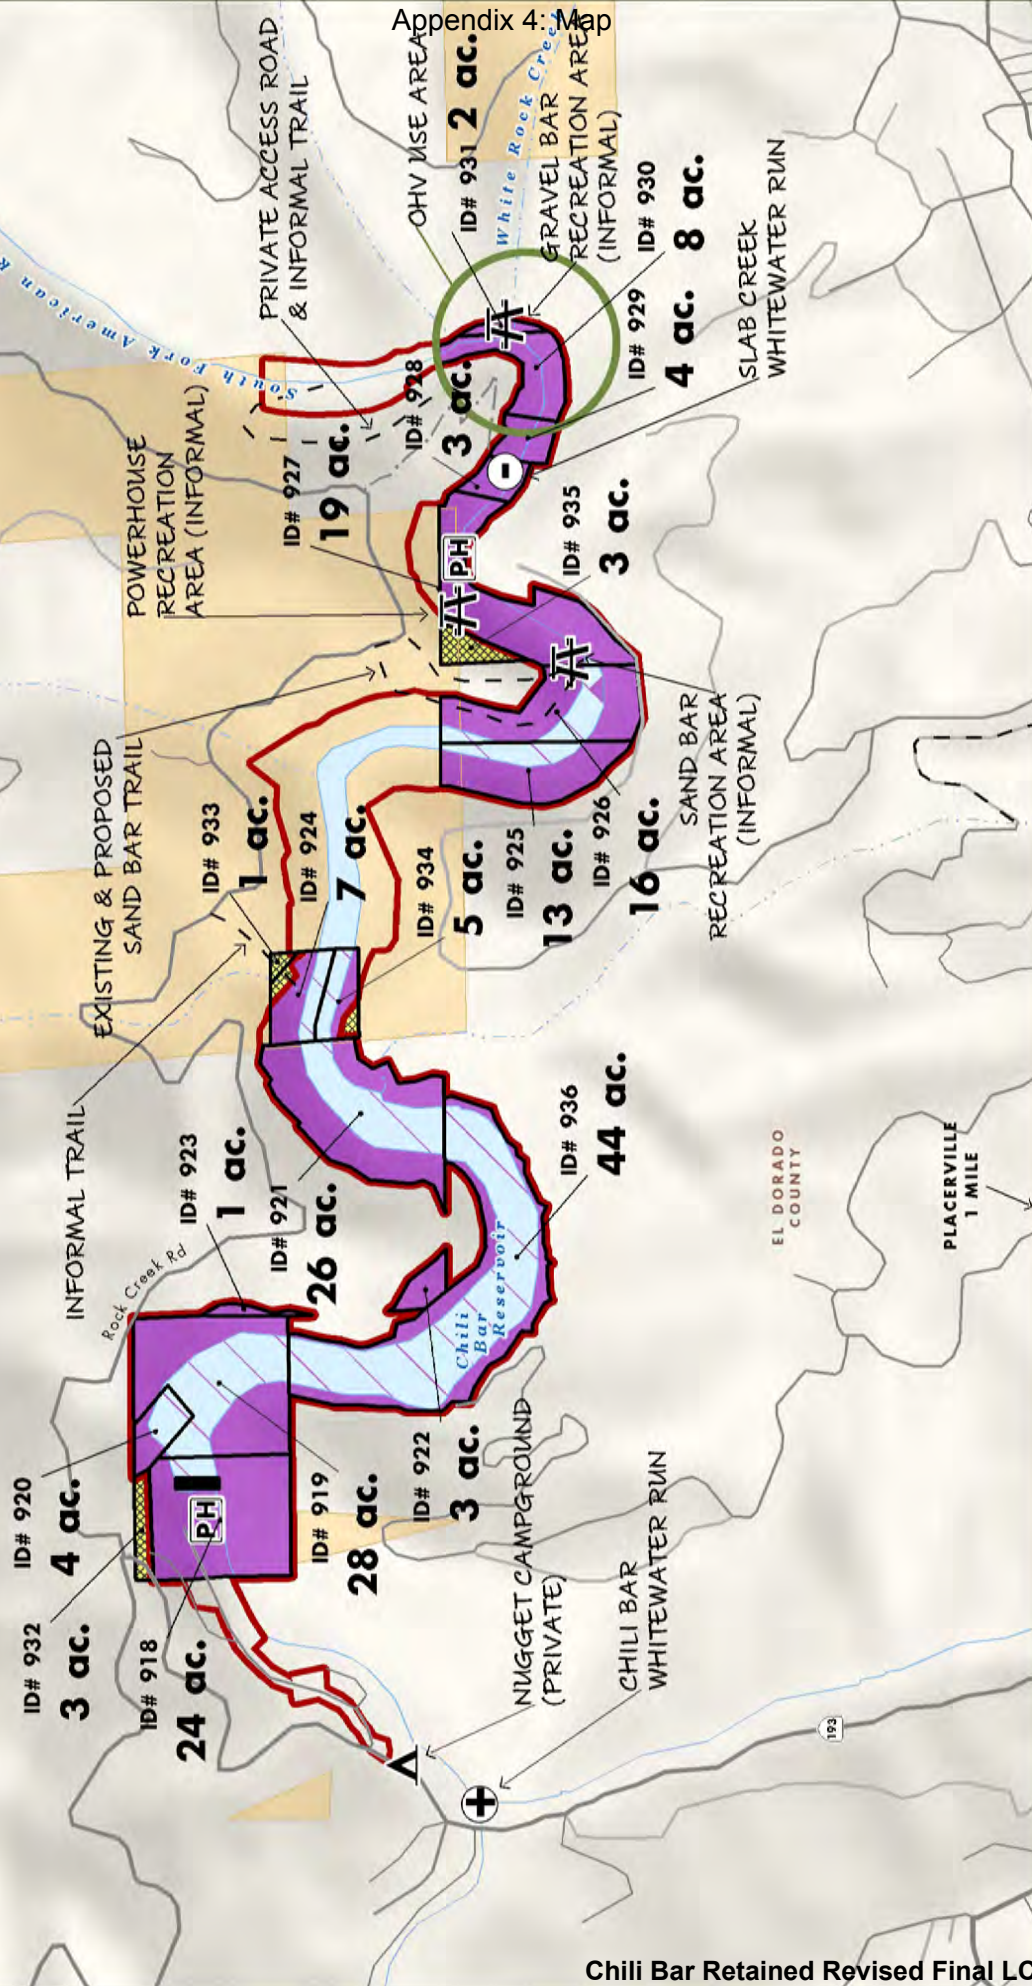 Appendix 4: Map
South Fork American R
White Rock Creek
PRIVATE ACCESS ROAD
& INFORMAL TRAIL
OHV USE AREA
ID# 931
2 ac.
GRAVEL BAR
RECREATION AREA
(INFORMAL)
ID# 930
8 ac.
ID# 929
4 ac.
SLAB CREEK
WHITEWATER RUN
ID# 928
3 ac.
ID# 927
19 ac.
POWERHOUSE
RECREATION
AREA (INFORMAL)
PH
ID# 935
3 ac.
SAND BAR
RECREATION AREA
(INFORMAL)
EXISTING & PROPOSED
SAND BAR TRAIL
ID# 933
1 ac.
ID# 924
7 ac.
ID# 934
5 ac.
ID# 925
13 ac.
ID# 926
16 ac.
INFORMAL TRAIL
ID# 923
1 ac.
ID# 921
26 ac.
ID# 936
44 ac.
Rock Creek Rd
Chili
Bar
Reservoir
EL DORADO
COUNTY
PLACERVILLE
1 MILE
ID# 920
4 ac.
ID# 919
28 ac.
ID# 922
3 ac.
ID# 932
3 ac.
ID# 918
24 ac.
PH
NUGGET CAMPGROUND
(PRIVATE)
CHILI BAR
WHITEWATER RUN
193
Chili Bar Retained Revised Final LC